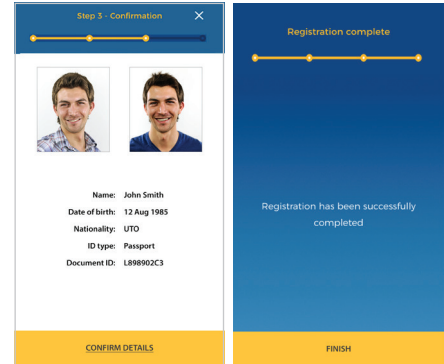 Step 3 - Confirmation
Name: John Smith
Date of birth: 12 Aug 1985
Nationality: UTO
ID type: Passport
Document ID: L898902C3
CONFIRM DETAILS
Registration complete
Registration has been successfully
completed
FINISH